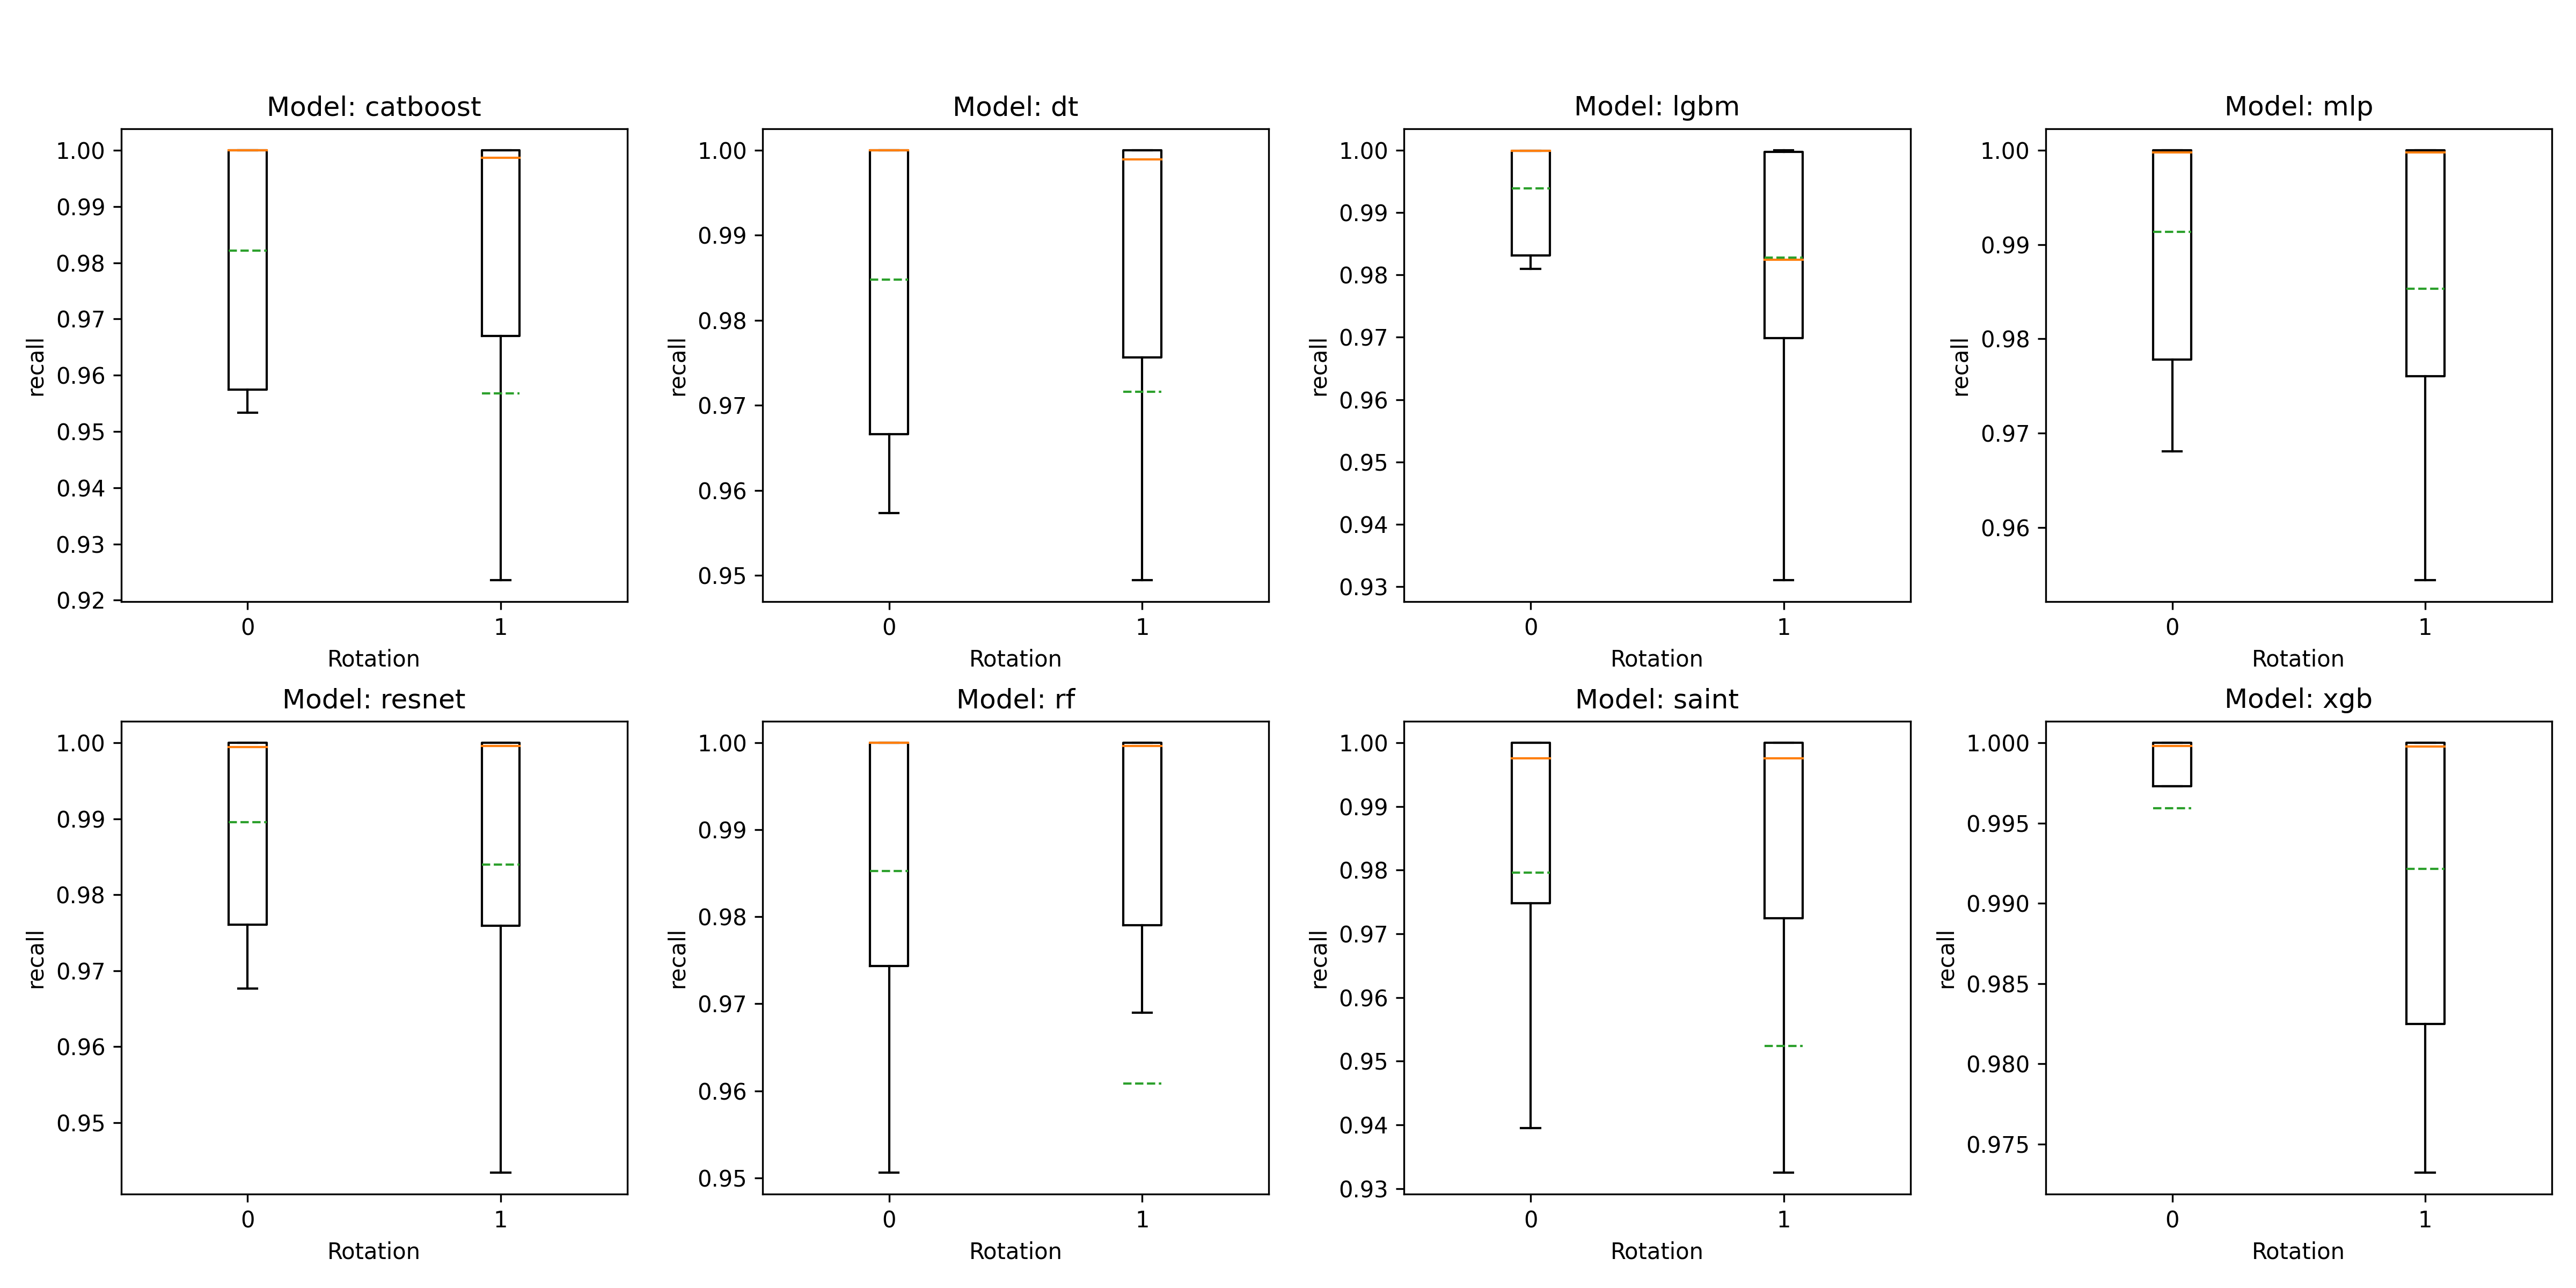 Model: catboost
recall
1.00
0.99
0.98
0.97
0.96
0.95
0.94
0.93
0.92
0 1
Rotation
Model: dt
recall
1.00
0.99
0.98
0.97
0.96
0.95
0 1
Rotation
Model: lgbm
recall
1.00
0.99
0.98
0.97
0.96
0.95
0.94
0.93
0 1
Rotation
Model: mlp
recall
1.00
0.99
0.98
0.97
0.96
0 1
Rotation
Model: resnet
recall
1.00
0.99
0.98
0.97
0.96
0.95
0 1
Rotation
Model: rf
recall
1.00
0.99
0.98
0.97
0.96
0.95
0 1
Rotation
Model: saint
recall
1.00
0.99
0.98
0.97
0.96
0.95
0.94
0.93
0 1
Rotation
Model: xgb
recall
1.000
0.995
0.990
0.985
0.980
0.975
0 1
Rotation